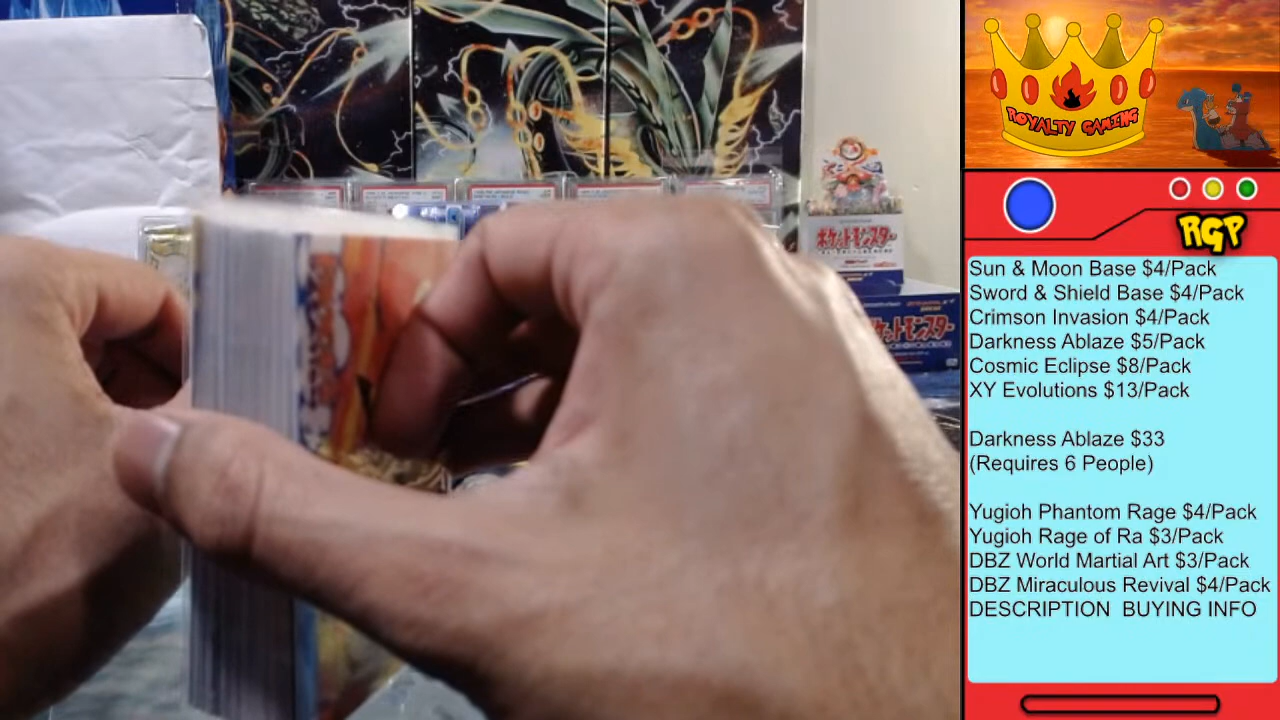 ROYALTY GAMING
RGP
Sun & Moon Base $4/Pack
Sword & Shield Base $4/Pack
Crimson Invasion $4/Pack
Darkness Ablaze $5/Pack
Cosmic Eclipse $8/Pack
XY Evolutions $13/Pack
Darkness Ablaze $33
(Requires 6 People)
Yugioh Phantom Rage $4/Pack
Yugioh Rage of Ra $3/Pack
DBZ World Martial Art $3/Pack
DBZ Miraculous Revival $4/Pack
DESCRIPTION BUYING INFO
ポケットモンスター
ポケットモンスター